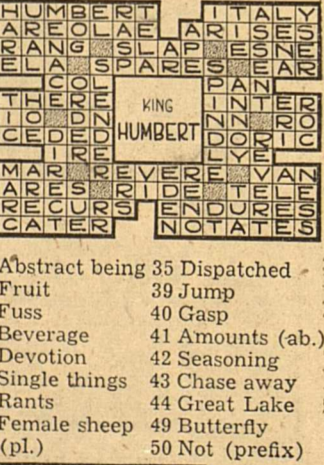 HUMBERT ITALY
AREOLAE ARISES
RANG SLAP ESNE
ELA SPARES EAR
COL PAN
THERE KING INTER
IO DN HUMBERT NN RO
CEDED DORIC
IRE LYE
MAR REVERE VAN
ARES RIDE TELE
RECURS ENDURES
CATER NOTATES
Abstract being 35 Dispatched
Fruit 39 Jump
Fuss 40 Gasp
Beverage 41 Amounts (ab.)
Devotion 42 Seasoning
Single things 43 Chase away
Rants 44 Great Lake
Female sheep 49 Butterfly
(pl.) 50 Not (prefix)